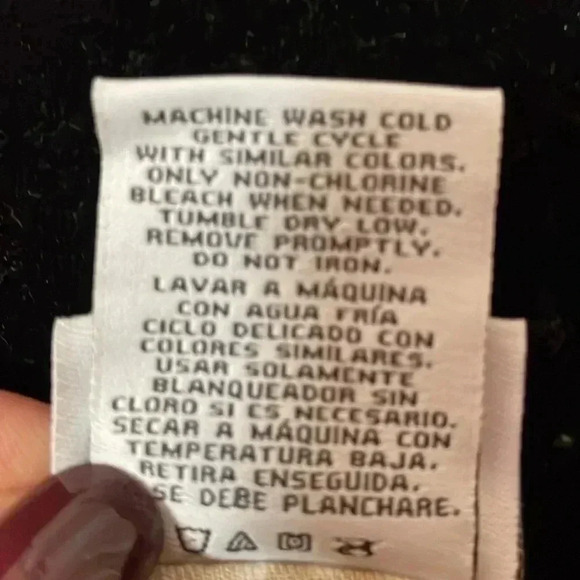 MACHINE WASH COLD
GENTLE CYCLE
WITH SIMILAR COLORS.
ONLY NON-CHLORINE
BLEACH WHEN NEEDED.
TUMBLE DRY LOW.
REMOVE PROMPTLY.
DO NOT IRON.
LAVAR A MÁQUINA
CON AGUA FRÍA
CICLO DELICADO CON
COLORES SIMILARES.
USAR SOLAMENTE
BLANQUEADOR SIN
CLORO SI ES NECESARIO.
SECAR A MÁQUINA CON
TEMPERATURA BAJA.
RETIRA ENSEGUIDA.
SE DEBE PLANCHARE.